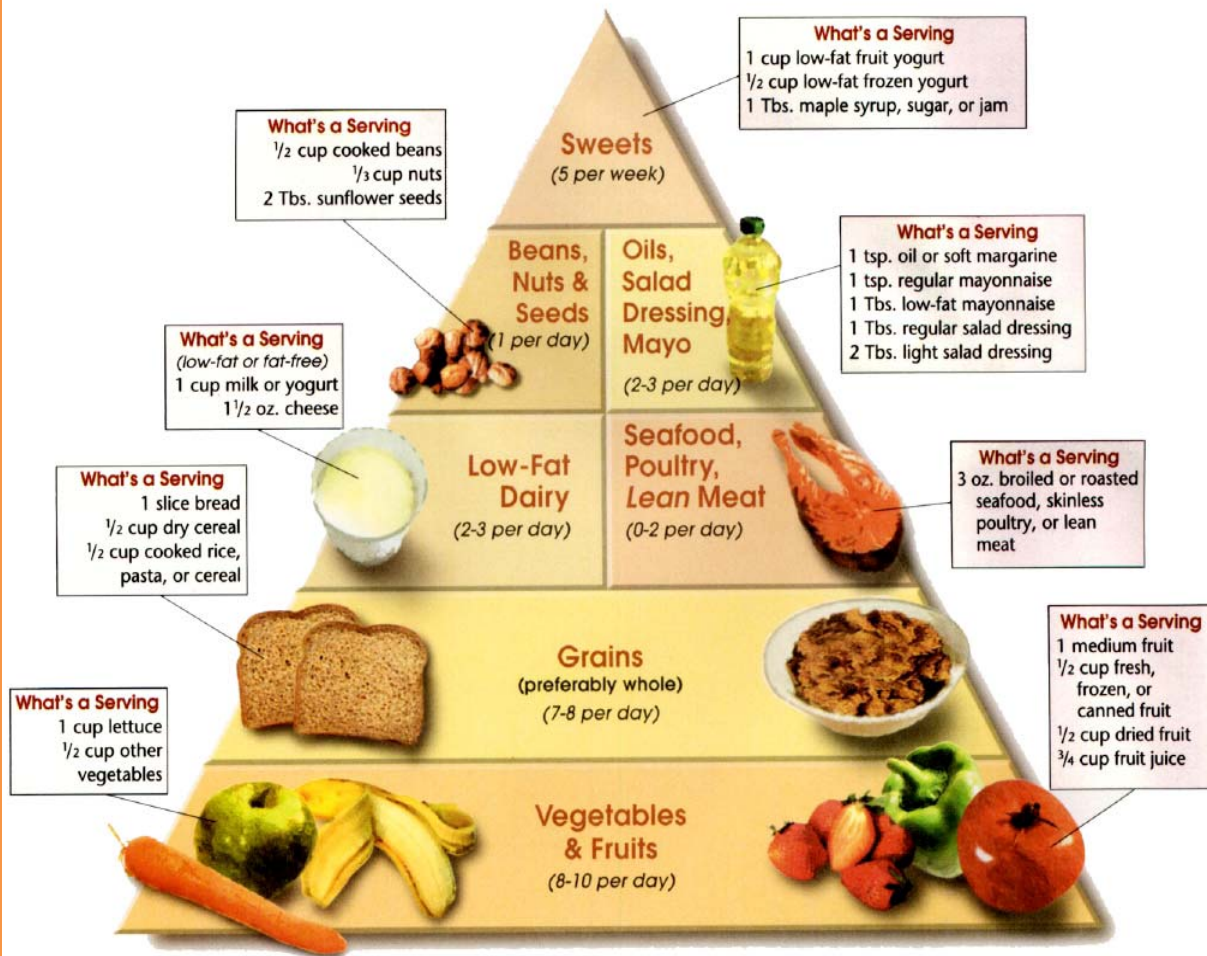 What's a Serving
1 cup low-fat fruit yogurt
1/2 cup low-fat frozen yogurt
1 Tbs. maple syrup, sugar, or jam
Sweets
(5 per week)
What's a Serving
1/2 cup cooked beans
1/3 cup nuts
2 Tbs. sunflower seeds
Beans,
Nuts &
Seeds
(1 per day)
Oils,
Salad
Dressing,
Mayo
(2-3 per day)
What's a Serving
1 tsp. oil or soft margarine
1 tsp. regular mayonnaise
1 Tbs. low-fat mayonnaise
1 Tbs. regular salad dressing
2 Tbs. light salad dressing
What's a Serving
(low-fat or fat-free)
1 cup milk or yogurt
1 1/2 oz. cheese
Low-Fat
Dairy
(2-3 per day)
Seafood,
Poultry,
Lean Meat
(0-2 per day)
What's a Serving
3 oz. broiled or roasted
seafood, skinless
poultry, or lean
meat
What's a Serving
1 slice bread
1/2 cup dry cereal
1/2 cup cooked rice,
pasta, or cereal
Grains
(preferably whole)
(7-8 per day)
What's a Serving
1 medium fruit
1/2 cup fresh,
frozen, or
canned fruit
1/2 cup dried fruit
3/4 cup fruit juice
What's a Serving
1 cup lettuce
1/2 cup other
vegetables
Vegetables
& Fruits
(8-10 per day)